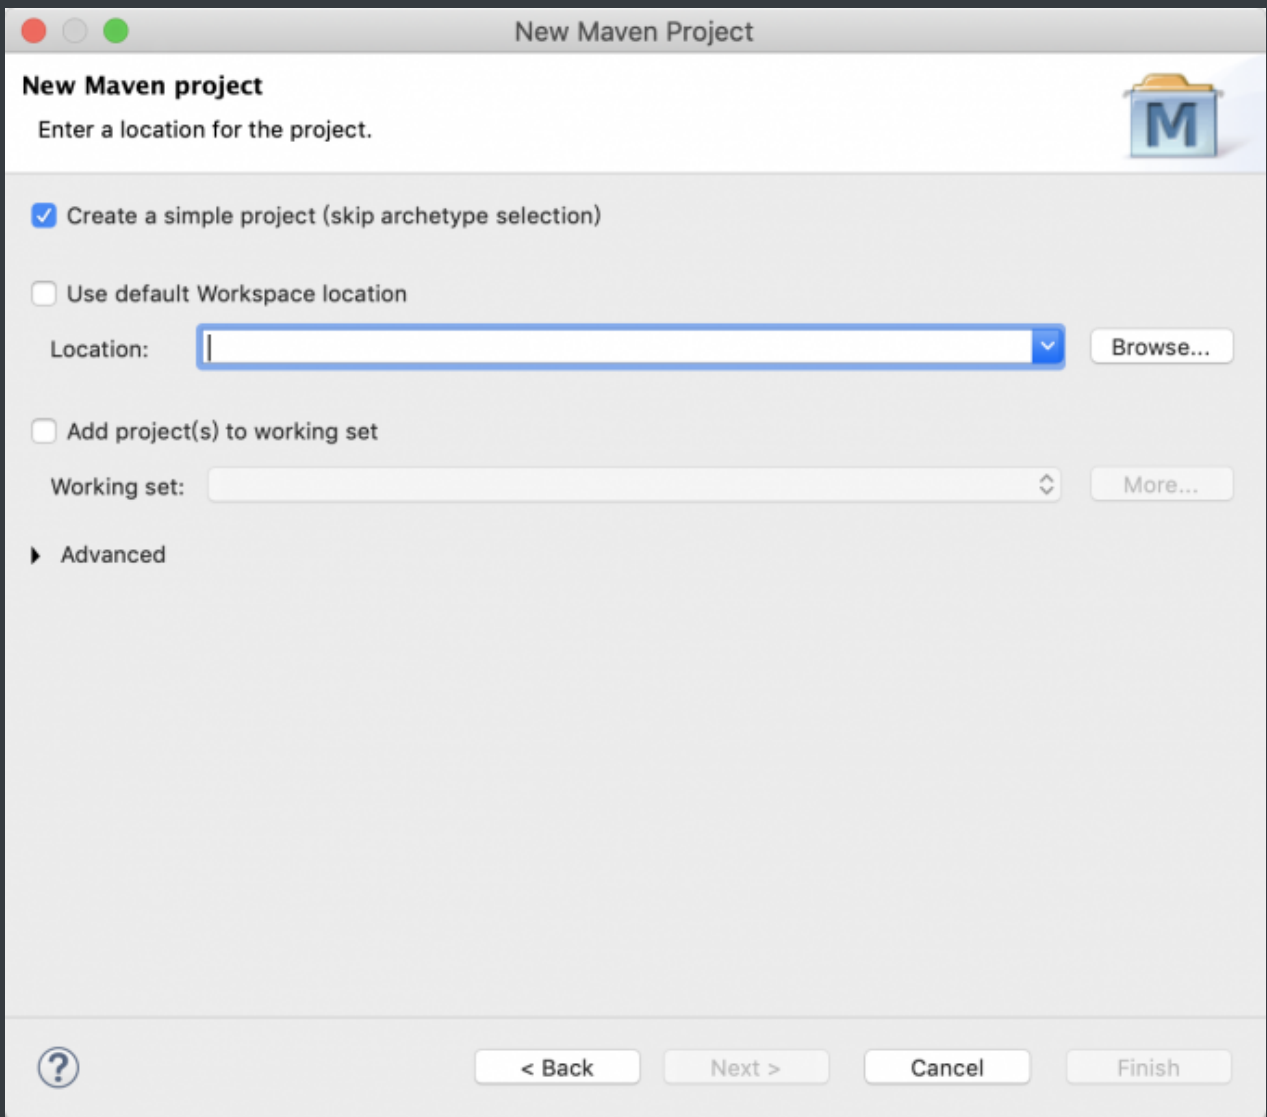 New Maven Project
New Maven project
Enter a location for the project.
M
Create a simple project (skip archetype selection)
Use default Workspace location
Location:
Browse...
Add project(s) to working set
Working set:
More...
Advanced
?
< Back
Next >
Cancel
Finish